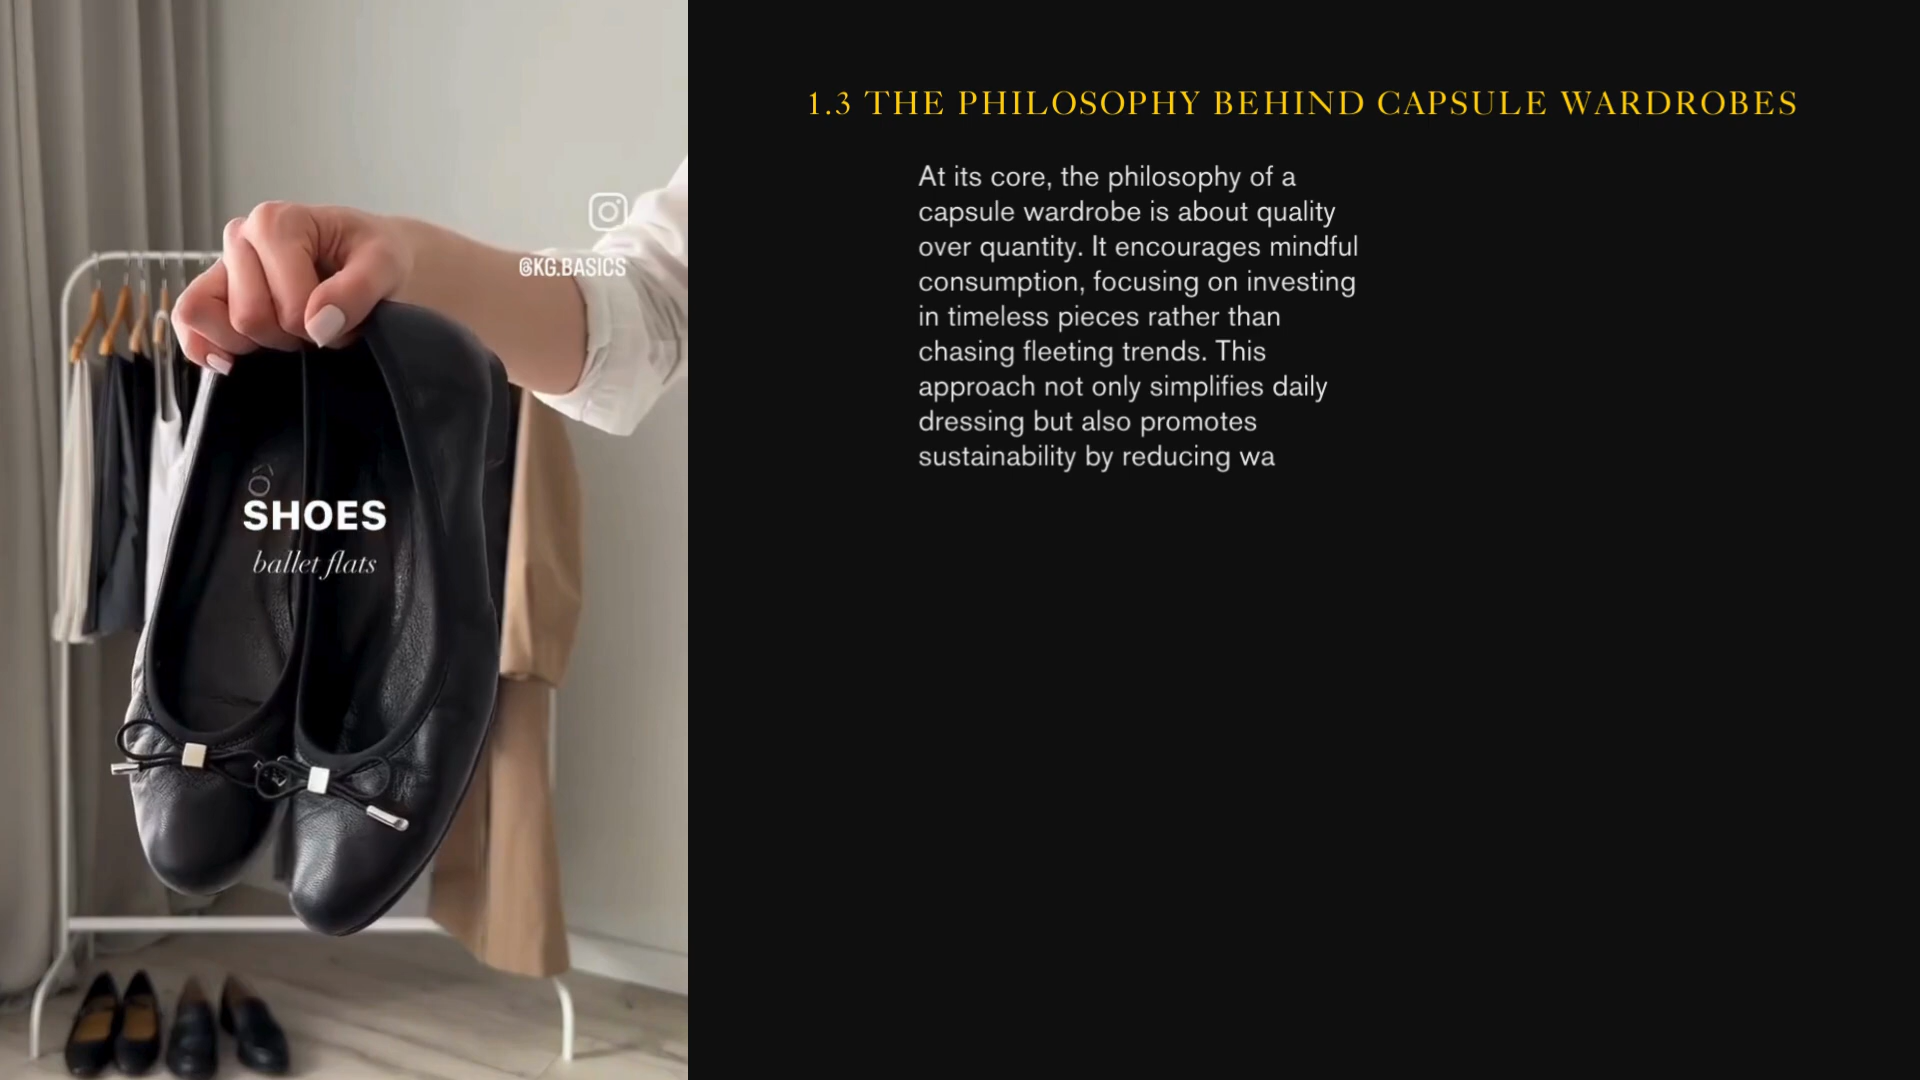 1.3 THE PHILOSOPHY BEHIND CAPSULE WARDROBES
At its core, the philosophy of a
capsule wardrobe is about quality
over quantity. It encourages mindful
consumption, focusing on investing
in timeless pieces rather than
chasing fleeting trends. This
approach not only simplifies daily
dressing but also promotes
sustainability by reducing wa
@KG.BASICS
SHOES
ballet flats